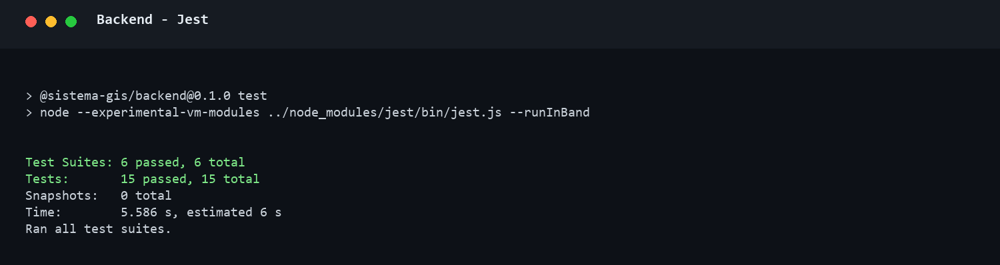 Backend - Jest
> @sistema-gis/backend@0.1.0 test
> node --experimental-vm-modules ../node_modules/jest/bin/jest.js --runInBand
Test Suites: 6 passed, 6 total
Tests:       15 passed, 15 total
Snapshots:   0 total
Time:        5.586 s, estimated 6 s
Ran all test suites.